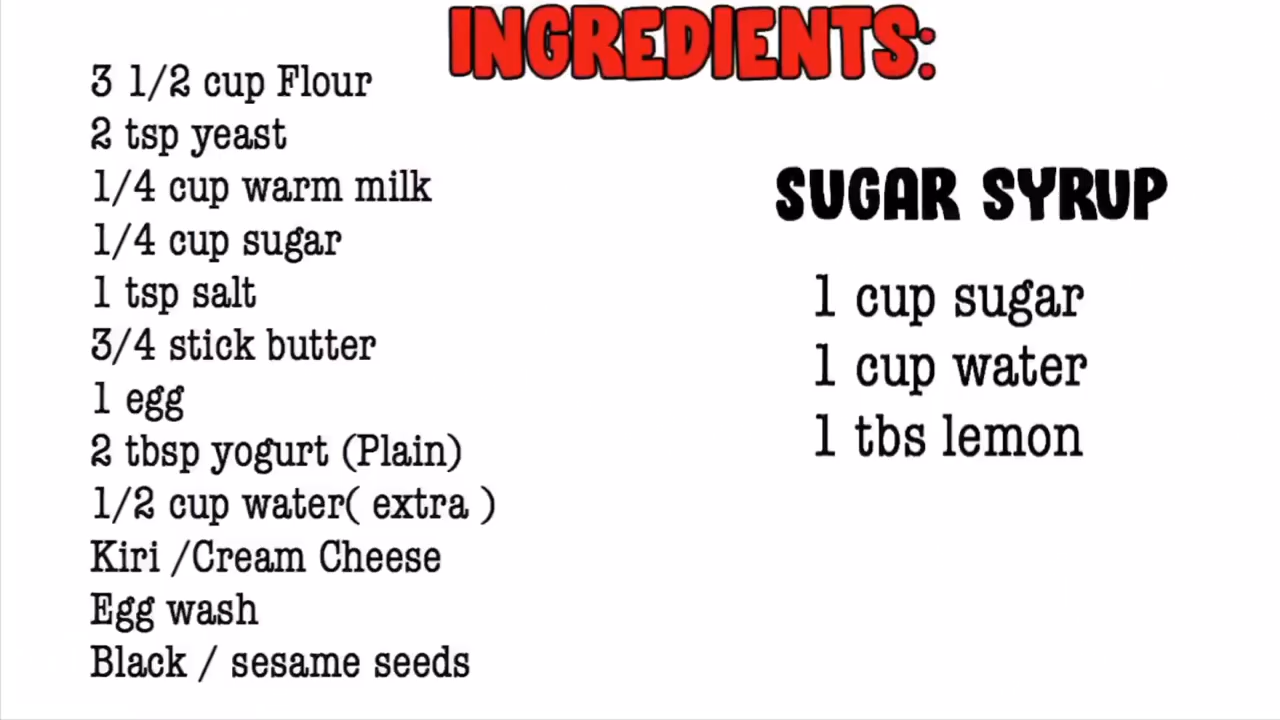 INGREDIENTS:
3 1/2 cup Flour
2 tsp yeast
1/4 cup warm milk
1/4 cup sugar
1 tsp salt
3/4 stick butter
1 egg
2 tbsp yogurt (Plain)
1/2 cup water( extra )
Kiri /Cream Cheese
Egg wash
Black / sesame seeds
SUGAR SYRUP
1 cup sugar
1 cup water
1 tbs lemon